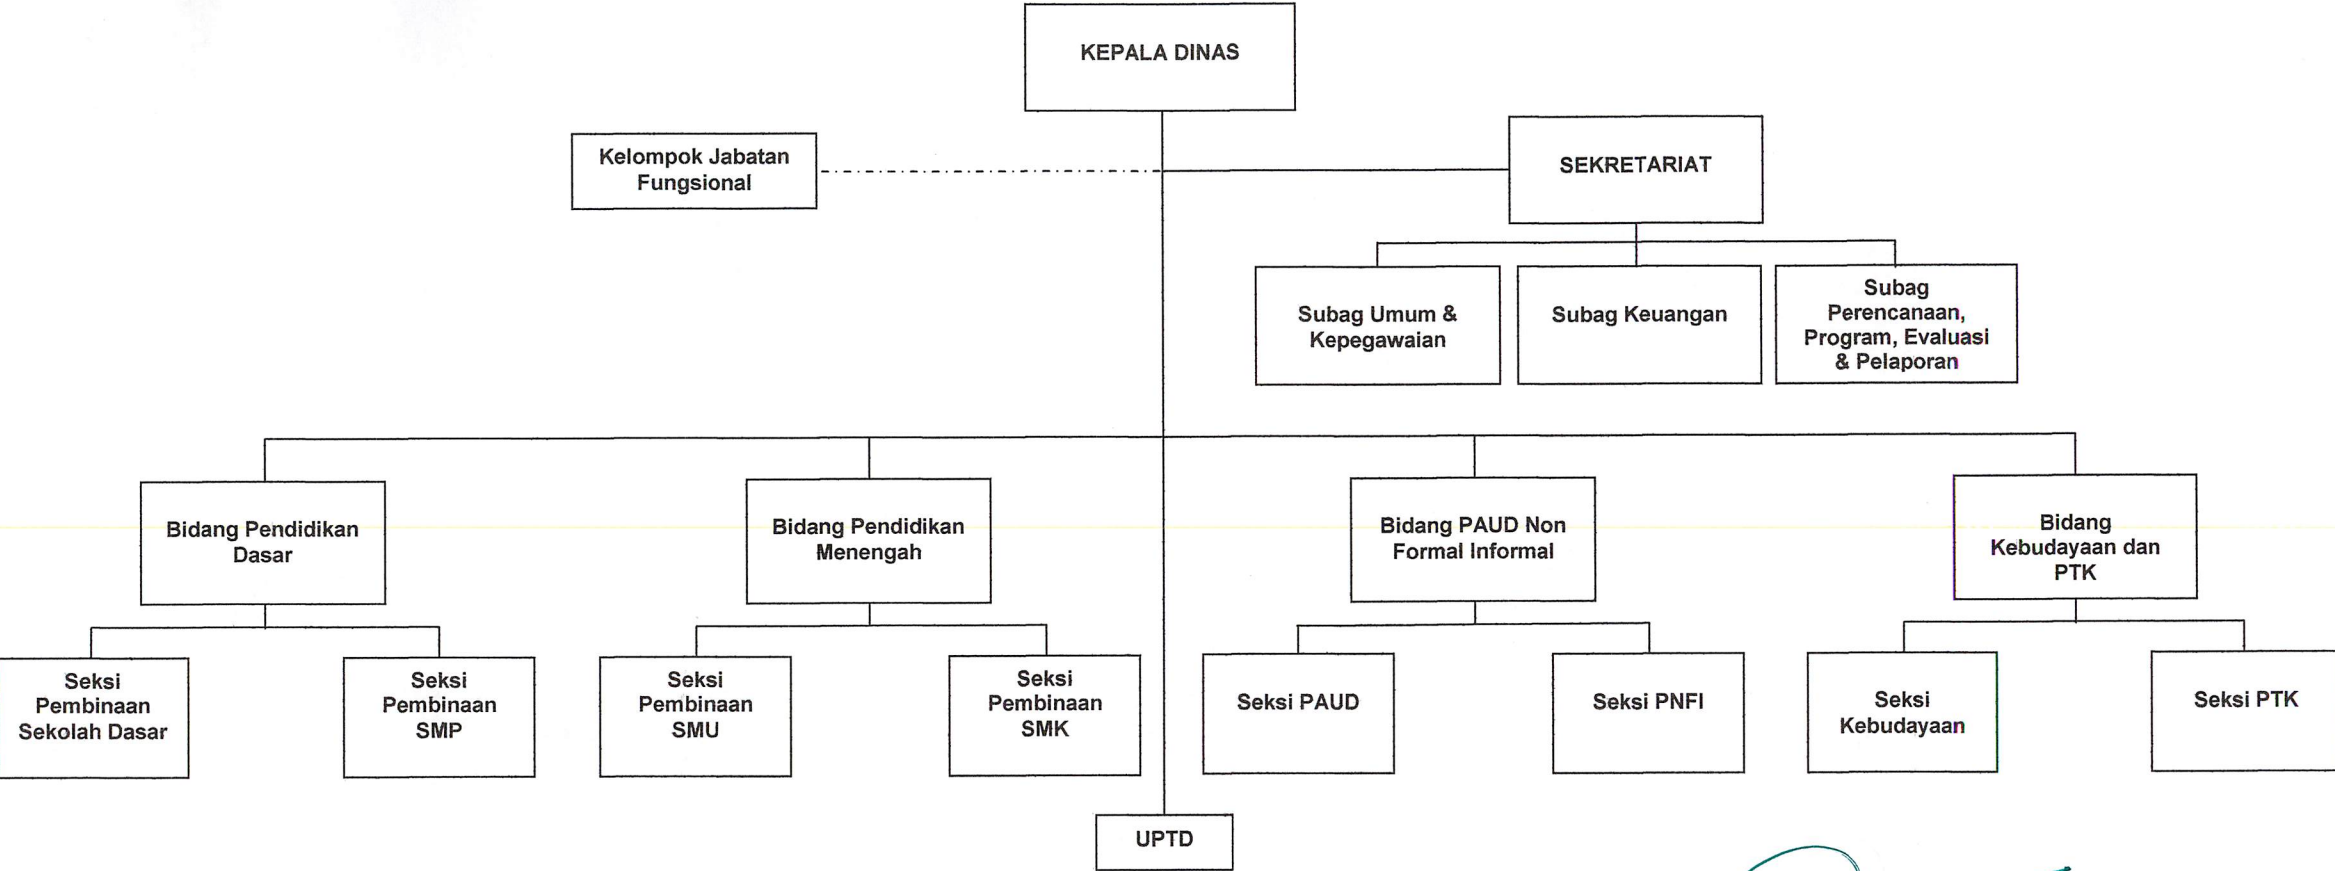 KEPALA DINAS
Kelompok Jabatan
Fungsional
SEKRETARIAT
Subag Umum &
Kepegawaian
Subag Keuangan
Subag
Perencanaan,
Program, Evaluasi
& Pelaporan
Bidang Pendidikan
Dasar
Bidang Pendidikan
Menengah
Bidang PAUD Non
Formal Informal
Bidang
Kebudayaan dan
PTK
Seksi
Pembinaan
Sekolah Dasar
Seksi
Pembinaan
SMP
Seksi
Pembinaan
SMU
Seksi
Pembinaan
SMK
Seksi PAUD
Seksi PNFI
Seksi
Kebudayaan
Seksi PTK
UPTD